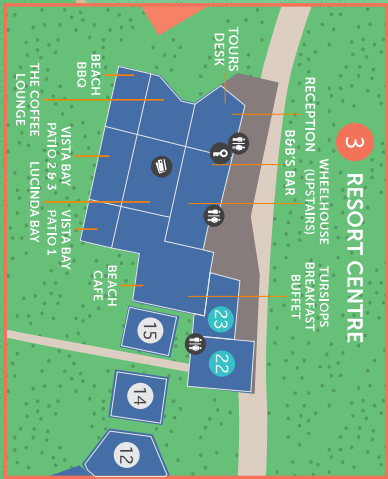 3 RESORT CENTRE
TOURS
DESK
RECEPTION
B&B'S BAR
WHEELHOUSE
(UPSTAIRS)
TURSIOPS
BREAKFAST
BUFFET
BEACH
BBQ
THE COFFEE
LOUNGE
VISTA BAY
PATIO 2 & 3
LUCINDA BAY
VISTA BAY
PATIO 1
BEACH
CAFE
23
22
15
14
12